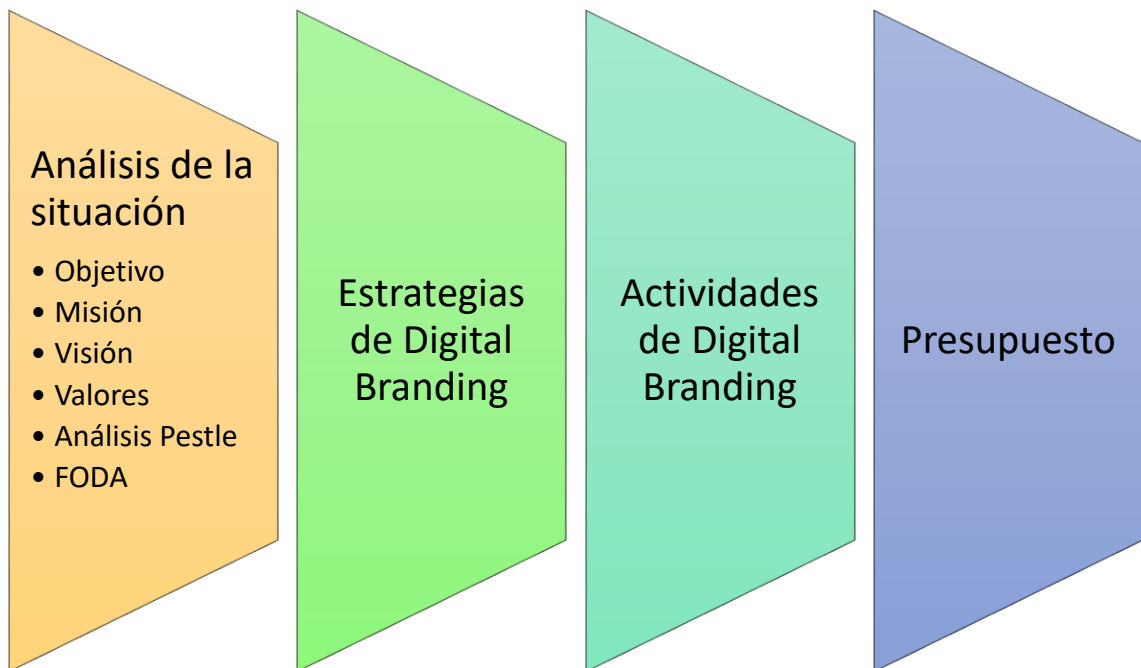 Análisis de la
situación
• Objetivo
• Misión
• Visión
• Valores
• Análisis Pestle
• FODA
Estrategias
de Digital
Branding
Actividades
de Digital
Branding
Presupuesto